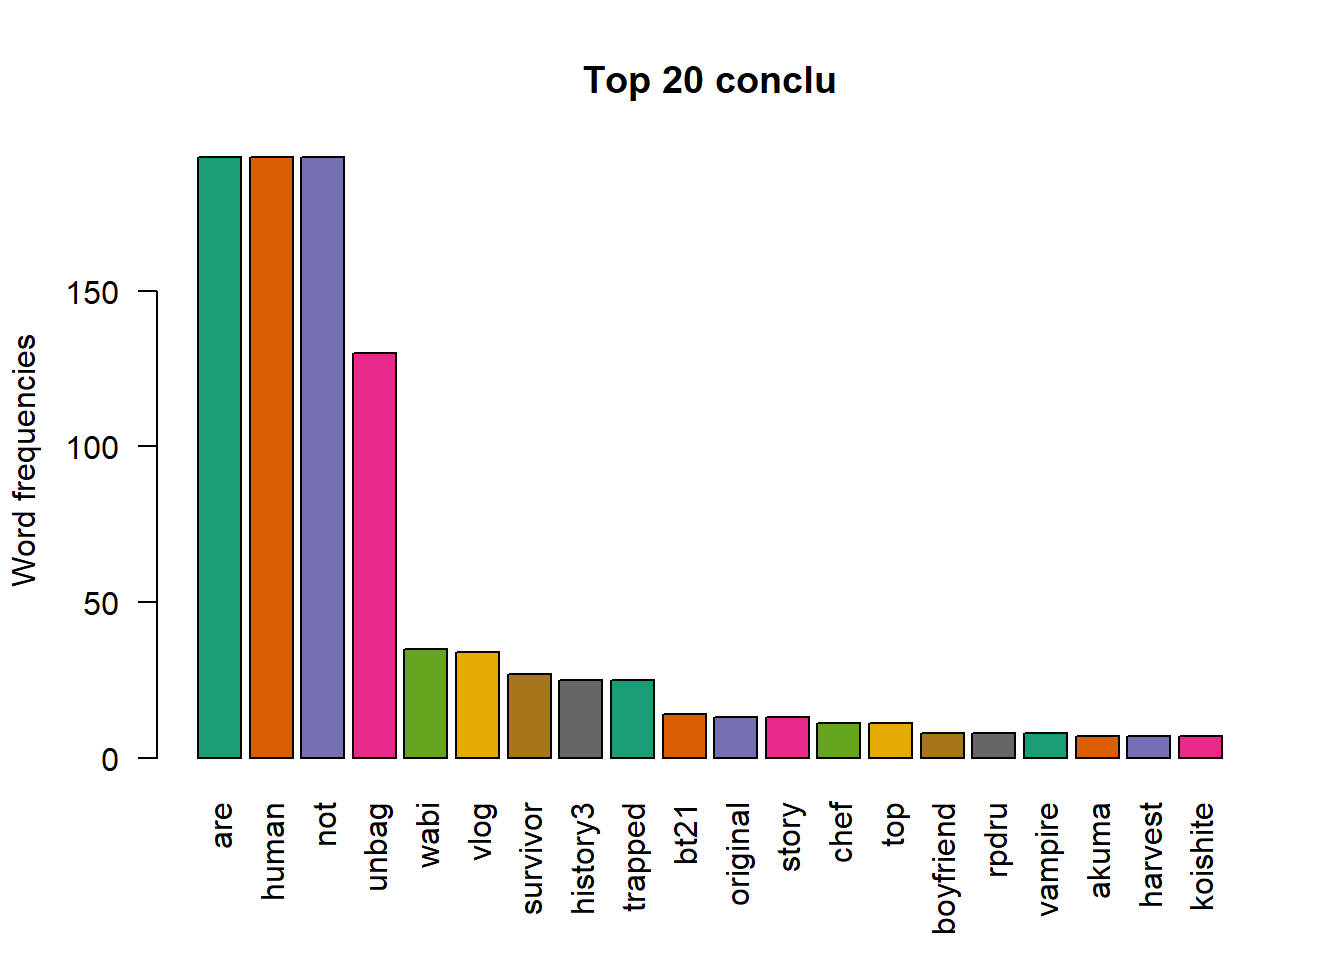 Top 20 conclu
Word frequencies
150
100
50
0
are
human
not
unbag
wabi
vlog
survivor
history3
trapped
bt21
original
story
chef
top
boyfriend
rpdru
vampire
akuma
harvest
koishite